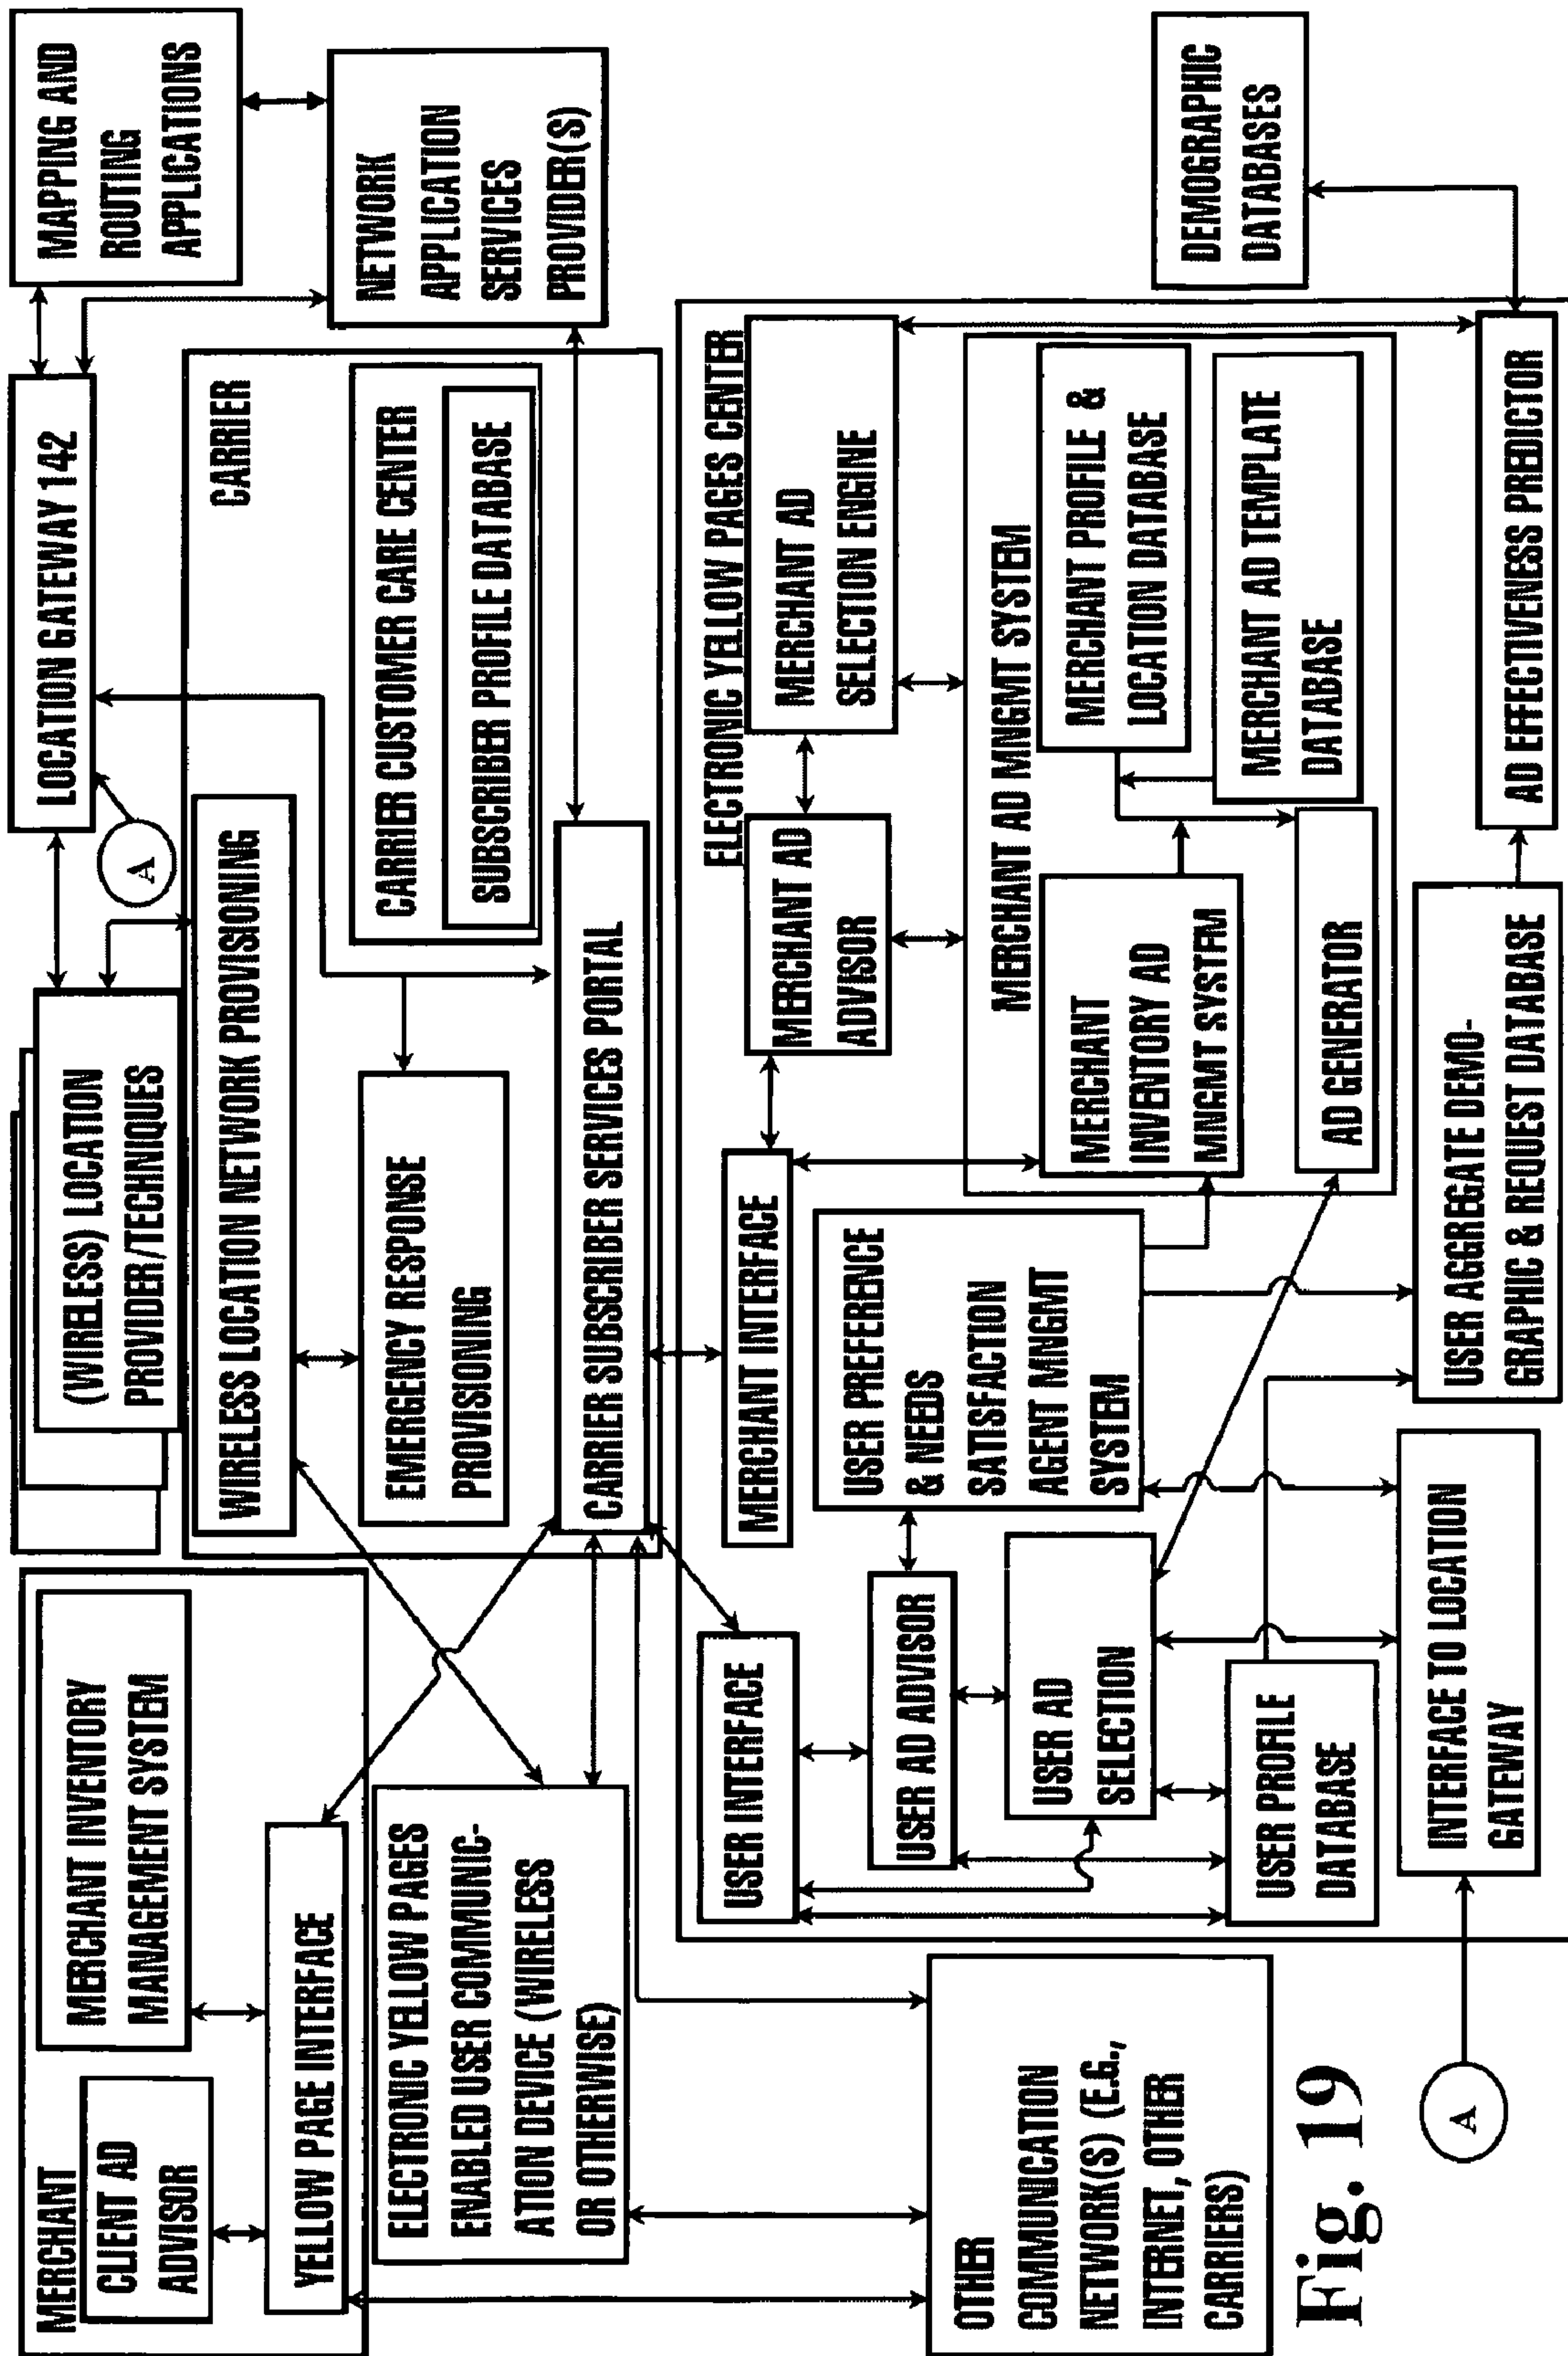 MERCHANT
CLIENT AD
ADVISOR
MERCHANT INVENTORY
MANAGEMENT SYSTEM
YELLOW PAGE INTERFACE
(WIRELESS) LOCATION
PROVIDER/TECHNIQUES
LOCATION GATEWAY 142
A
MAPPING AND
ROUTING
APPLICATIONS
NETWORK
APPLICATION
SERVICES
PROVIDER(S)
CARRIER
WIRELESS LOCATION NETWORK PROVISIONING
EMERGENCY RESPONSE
PROVISIONING
CARRIER CUSTOMER CARE CENTER
SUBSCRIBER PROFILE DATABASE
CARRIER SUBSCRIBER SERVICES PORTAL
ELECTRONIC YELLOW PAGES
ENABLED USER COMMUNIC-
ATION DEVICE (WIRELESS
OR OTHERWISE)
OTHER
COMMUNICATION
NETWORK(S) (E.G.,
INTERNET, OTHER
CARRIERS)
ELECTRONIC YELLOW PAGES CENTER
USER INTERFACE
MERCHANT INTERFACE
MERCHANT AD
ADVISOR
MERCHANT AD
SELECTION ENGINE
USER AD ADVISOR
USER PREFERENCE
& NEEDS
SATISFACTION
AGENT MNGMT
SYSTEM
USER AD
SELECTION
USER PROFILE
DATABASE
MERCHANT AD MNGMT SYSTEM
MERCHANT
INVENTORY AD
MNGMT SYSTEM
MERCHANT PROFILE &
LOCATION DATABASE
MERCHANT AD TEMPLATE
DATABASE
AD GENERATOR
INTERFACE TO LOCATION
GATEWAY
USER AGGREGATE DEMO-
GRAPHIC & REQUEST DATABASE
AD EFFECTIVENESS PREDICTOR
DEMOGRAPHIC
DATABASES
A
Fig. 19